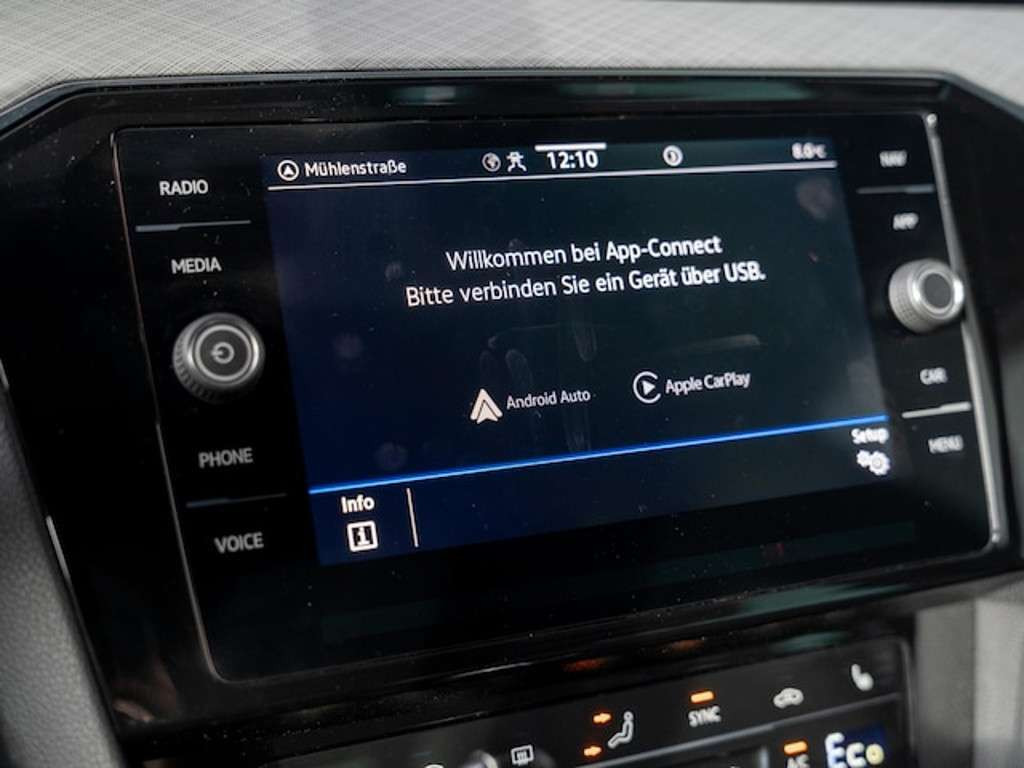 RADIO
MEDIA
PHONE
VOICE
Mühlenstraße 12:10 8.0°C
Willkommen bei App-Connect
Bitte verbinden Sie ein Gerät über USB.
Android Auto Apple CarPlay
Setup
Info
NAV
APP
CAR
MENU
SYNC
A/C
Eco